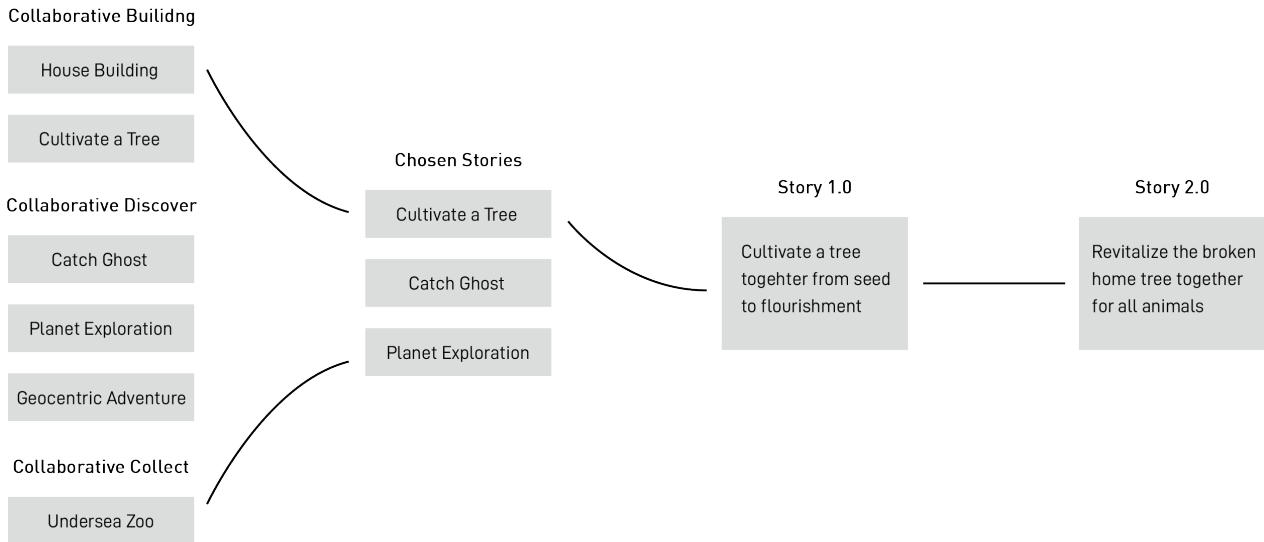 Collaborative Builidng
House Building
Cultivate a Tree
Collaborative Discover
Catch Ghost
Planet Exploration
Geocentric Adventure
Collaborative Collect
Undersea Zoo
Chosen Stories
Cultivate a Tree
Catch Ghost
Planet Exploration
Story 1.0
Cultivate a tree
togehter from seed
to flourishment
Story 2.0
Revitalize the broken
home tree together
for all animals